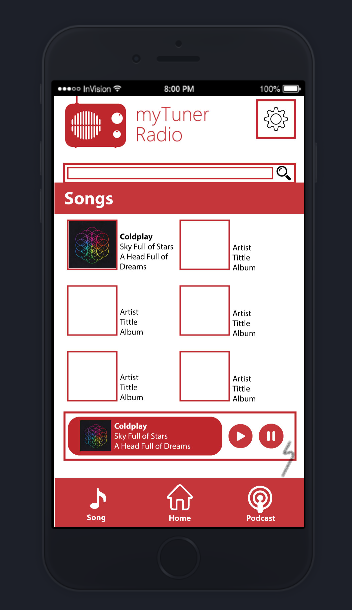 InVision
8:00 PM
100%
myTuner
Radio
Songs
Coldplay
Sky Full of Stars
A Head Full of
Dreams
Artist
Tittle
Album
Artist
Tittle
Album
Artist
Tittle
Album
Artist
Tittle
Album
Artist
Tittle
Album
Coldplay
Sky Full of Stars
A Head Full of Dreams
Song
Home
Podcast